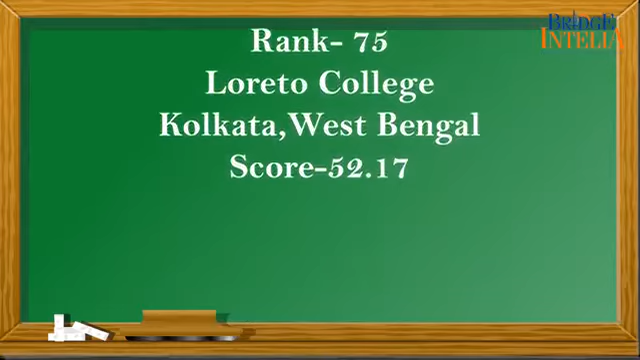 BRIDGE
INTELIA
Rank- 75
Loreto College
Kolkata,West Bengal
Score-52.17